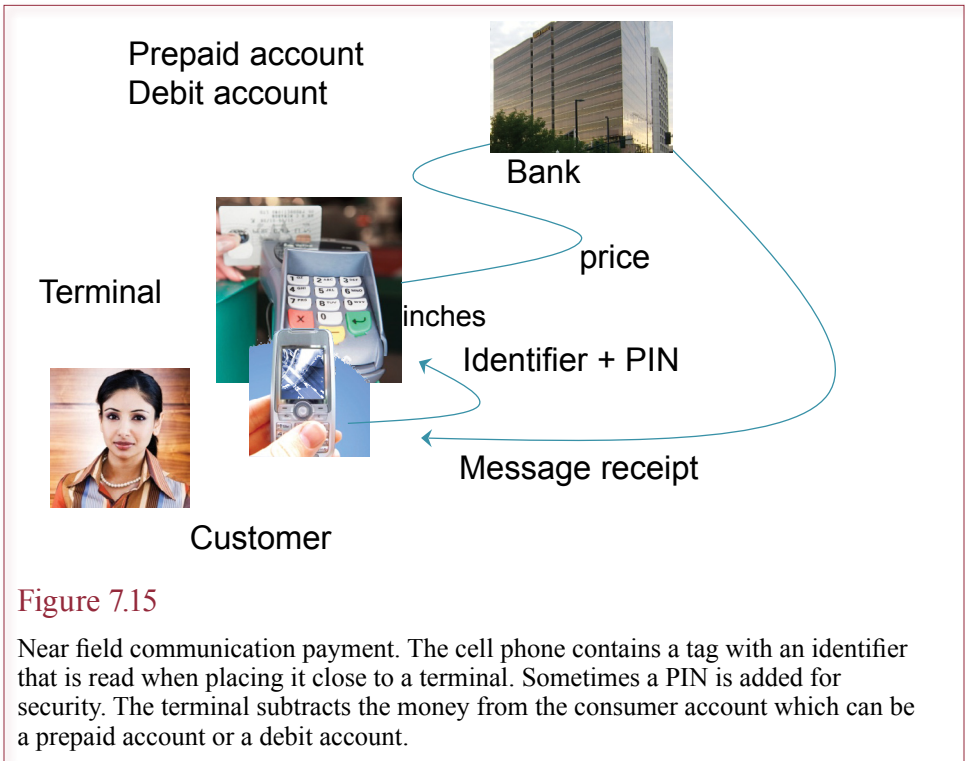 Prepaid account
Debit account
Bank
price
Terminal
inches
Identifier + PIN
Message receipt
Customer
Figure 7.15
Near field communication payment. The cell phone contains a tag with an identifier
that is read when placing it close to a terminal. Sometimes a PIN is added for
security. The terminal subtracts the money from the consumer account which can be
a prepaid account or a debit account.